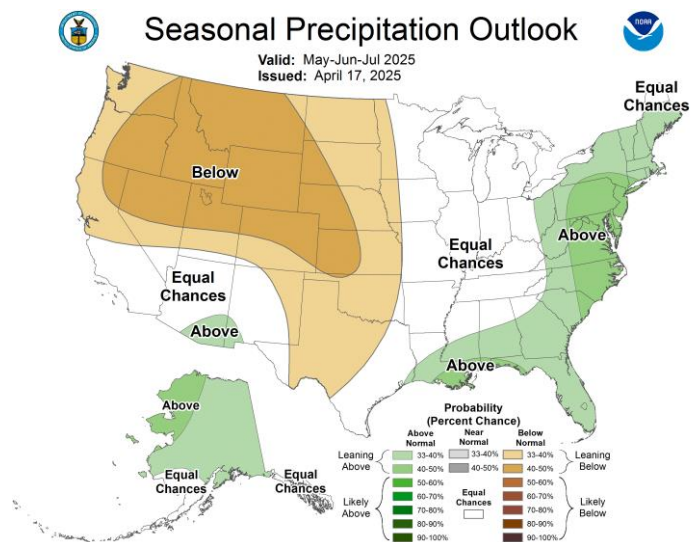 Seasonal Precipitation Outlook
NOAA
Valid: May-Jun-Jul 2025
Issued: April 17, 2025
Equal
Chances
Below
Above
Equal
Chances
Equal
Chances
Above
Above
Above
Equal
Chances
Equal
Chances
Probability
(Percent Chance)
Above
Normal
Near
Normal
Below
Normal
Leaning
Above
33-40%
40-50%
33-40%
40-50%
33-40%
40-50%
Leaning
Below
Likely
Above
50-60%
60-70%
70-80%
80-90%
90-100%
Equal
Chances
50-60%
60-70%
70-80%
80-90%
90-100%
Likely
Below